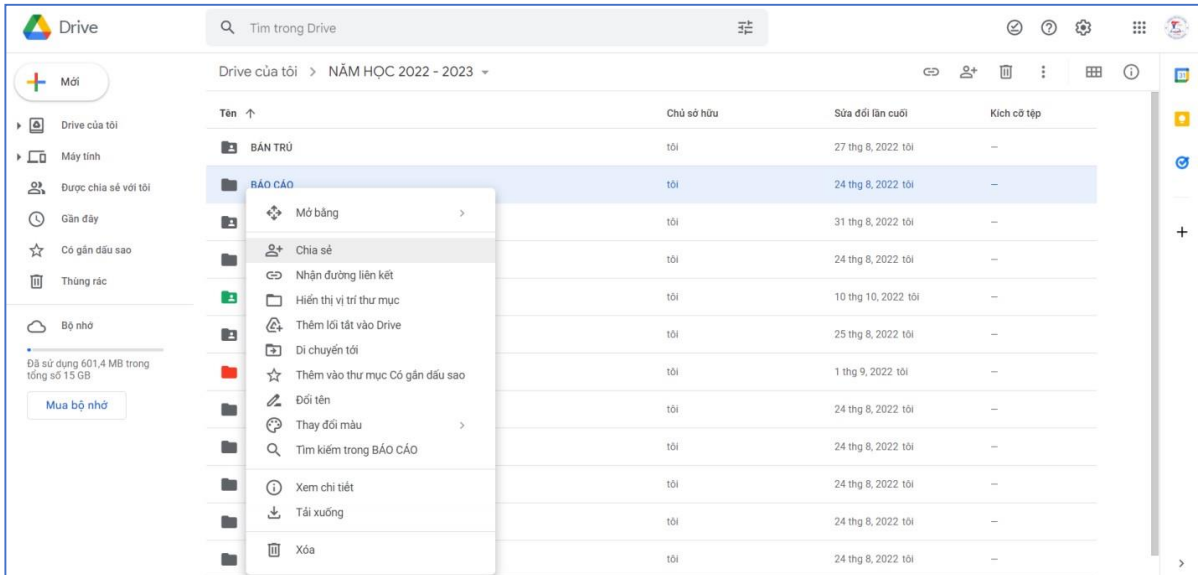 Drive
Tìm trong Drive
Mới
Drive của tôi
Máy tính
Được chia sẻ với tôi
Gần đây
Có gắn dấu sao
Thùng rác
Bộ nhớ
Đã sử dụng 601,4 MB trong
tổng số 15 GB
Mua bộ nhớ
Drive của tôi > NĂM HỌC 2022 - 2023
Tên Chủ sở hữu Sửa đổi lần cuối Kích cỡ tệp
BÁN TRÚ tôi 27 thg 8, 2022 tôi —
BÁO CÁO tôi 24 thg 8, 2022 tôi —
tôi 31 thg 8, 2022 tôi —
tôi 24 thg 8, 2022 tôi —
tôi 10 thg 10, 2022 tôi —
tôi 25 thg 8, 2022 tôi —
tôi 1 thg 9, 2022 tôi —
tôi 24 thg 8, 2022 tôi —
tôi 24 thg 8, 2022 tôi —
tôi 24 thg 8, 2022 tôi —
tôi 24 thg 8, 2022 tôi —
tôi 24 thg 8, 2022 tôi —
Mở bằng
Chia sẻ
Nhận đường liên kết
Hiển thị vị trí thư mục
Thêm lối tắt vào Drive
Di chuyển tới
Thêm vào thư mục Có gắn dấu sao
Đổi tên
Thay đổi màu
Tìm kiếm trong BÁO CÁO
Xem chi tiết
Tải xuống
Xóa
31